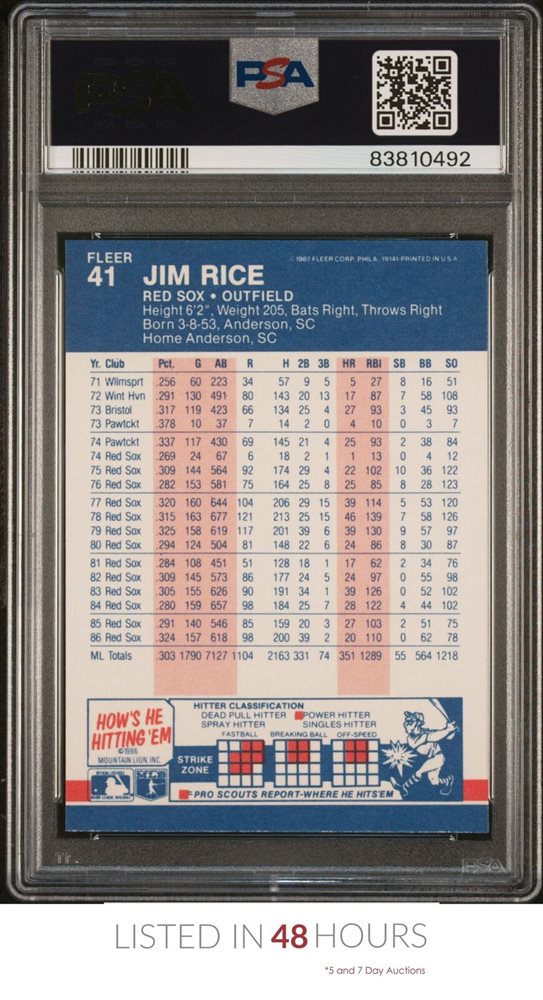 PSA
PSA
83810492
FLEER
41 JIM RICE
© 1987 FLEER CORP. PHILA. 19141 PRINTED IN U.S.A.
RED SOX • OUTFIELD
Height 6'2", Weight 205, Bats Right, Throws Right
Born 3-8-53, Anderson, SC
Home Anderson, SC
Yr. Club Pct. G AB R H 2B 3B HR RBI SB BB SO
71 Wllmsprt .256 60 223 34 57 9 5 5 27 8 16 51
72 Wint Hvn .291 130 491 80 143 20 13 17 87 7 58 108
73 Bristol .317 119 423 66 134 25 4 27 93 3 45 93
73 Pawtckt .378 10 37 7 14 2 0 4 10 0 3 7
74 Pawtckt .337 117 430 69 145 21 4 25 93 2 38 84
74 Red Sox .269 24 67 6 18 2 1 1 13 0 4 12
75 Red Sox .309 144 564 92 174 29 4 22 102 10 36 122
76 Red Sox .282 153 581 75 164 25 8 25 85 8 28 123
77 Red Sox .320 160 644 104 206 29 15 39 114 5 53 120
78 Red Sox .315 163 677 121 213 25 15 46 139 7 58 126
79 Red Sox .325 158 619 117 201 39 6 39 130 9 57 97
80 Red Sox .294 124 504 81 148 22 6 24 86 8 30 87
81 Red Sox .284 108 451 51 128 18 1 17 62 2 34 76
82 Red Sox .309 145 573 86 177 24 5 24 97 0 55 98
83 Red Sox .305 155 626 90 191 34 1 39 126 0 52 102
84 Red Sox .280 159 657 98 184 25 7 28 122 4 44 102
85 Red Sox .291 140 546 85 159 20 3 27 103 2 51 75
86 Red Sox .324 157 618 98 200 39 2 20 110 0 62 78
ML Totals .303 1790 7127 1104 2163 331 74 351 1289 55 564 1218
HOW'S HE
HITTING 'EM
©1986
MOUNTAIN LION INC.
HITTER CLASSIFICATION
DEAD PULL HITTER POWER HITTER
SPRAY HITTER SINGLES HITTER
FASTBALL BREAKING BALL OFF-SPEED
STRIKE
ZONE
= PRO SCOUTS REPORT-WHERE HE HITS 'EM
PSA
LISTED IN 48 HOURS
*5 and 7 Day Auctions